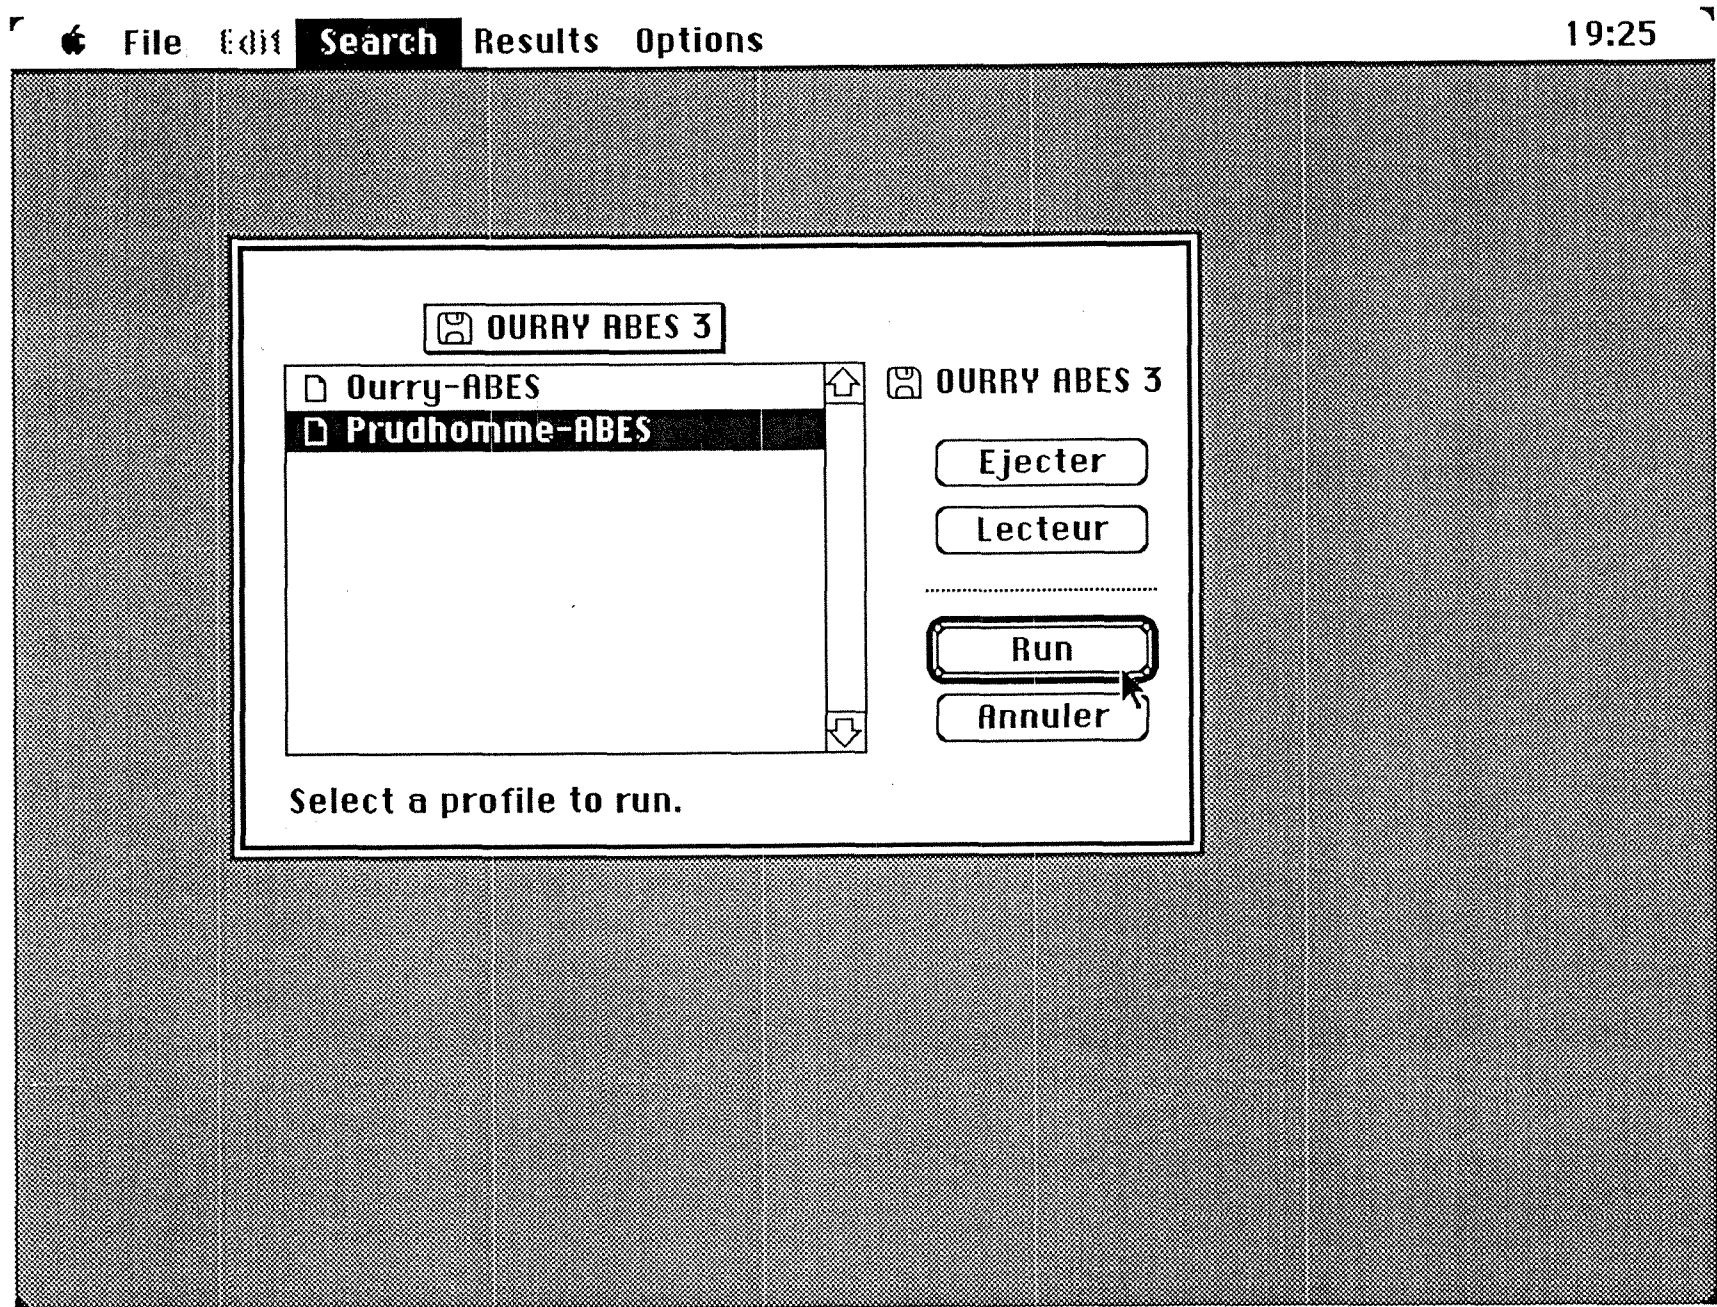 File Edit Search Results Options 19:25
OURRY ABES 3
Ourry-ABES
OURRY ABES 3
Prudhomme-ABES
Ejecter
Lecteur
Run
Annuler
Select a profile to run.